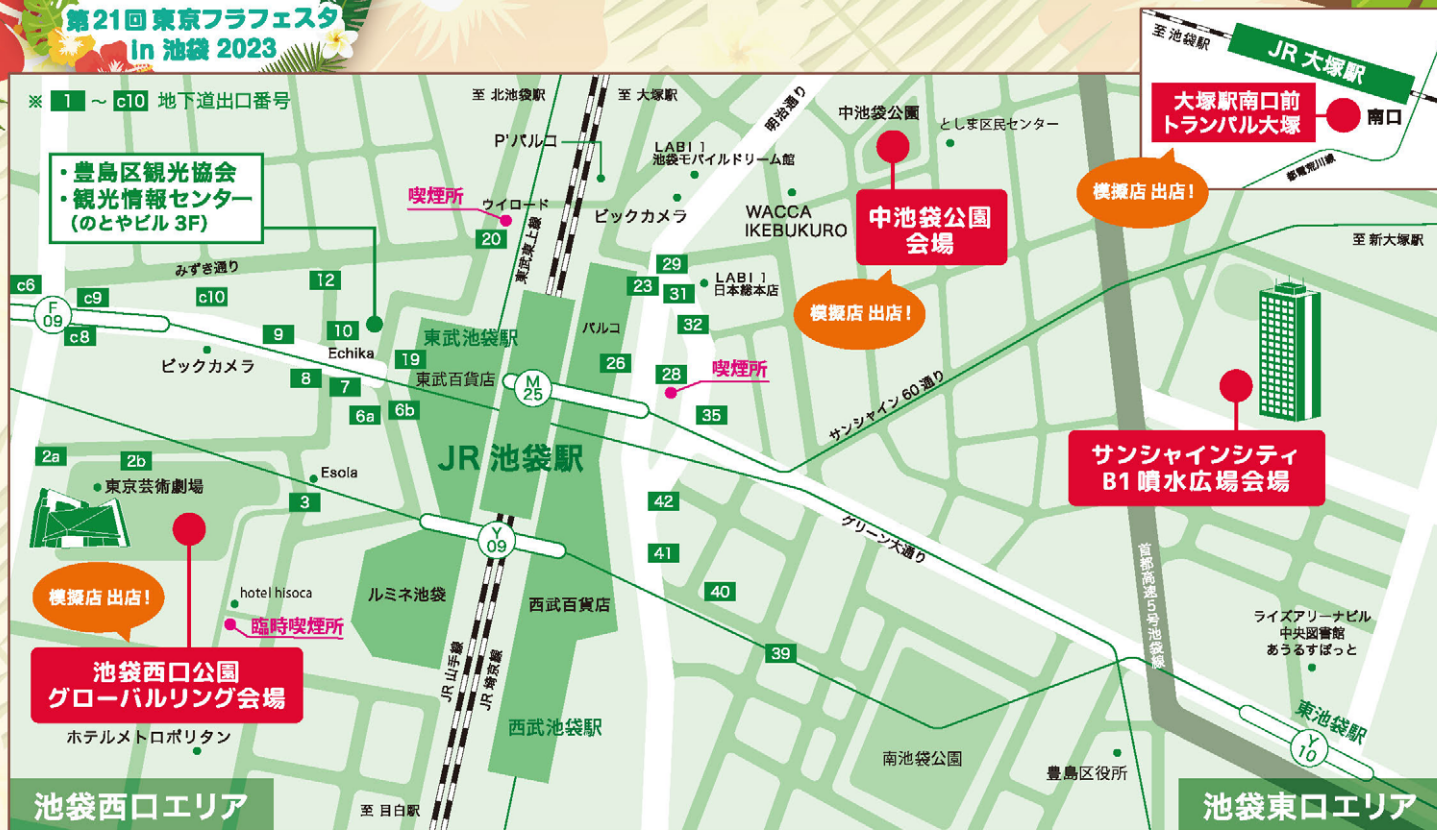 第21回 東京フラフェスタ
in 池袋 2023
※ 1 ～ c10 地下道出口番号
・豊島区観光協会
・観光情報センター
(のとやビル 3F)
至 北池袋駅
至 大塚駅
明治通り
P'パルコ
LABI 1
池袋モバイルドリーム館
中池袋公園
としま区民センター
至 池袋駅
JR 大塚駅
大塚駅南口前
トランパル大塚
南口
都電荒川線
模擬店 出店!
喫煙所
ウイロード
20
東武東上線
ビックカメラ
WACCA
IKEBUKURO
中池袋公園
会場
模擬店 出店!
至 新大塚駅
みずき通り
c6
c9
c10
12
F
09
c8
9
10
Echika
ビックカメラ
8
7
19
6a
6b
東武池袋駅
東武百貨店
パルコ
26
M
25
JR 池袋駅
29
23
31
LABI 1
日本総本店
32
28
喫煙所
35
サンシャイン 60 通り
サンシャインシティ
B1 噴水広場会場
2a
2b
東京芸術劇場
Esola
3
Y
09
42
41
40
39
グリーン大通り
首都高速5号池袋線
模擬店 出店!
hotel hisoca
臨時喫煙所
ルミネ池袋
西武百貨店
池袋西口公園
グローバルリング会場
JR 山手線
JR 埼京線
西武池袋駅
ホテルメトロポリタン
南池袋公園
豊島区役所
ライズアリーナビル
中央図書館
あうるすぽっと
東池袋駅
Y
10
池袋西口エリア
至 目白駅
池袋東口エリア